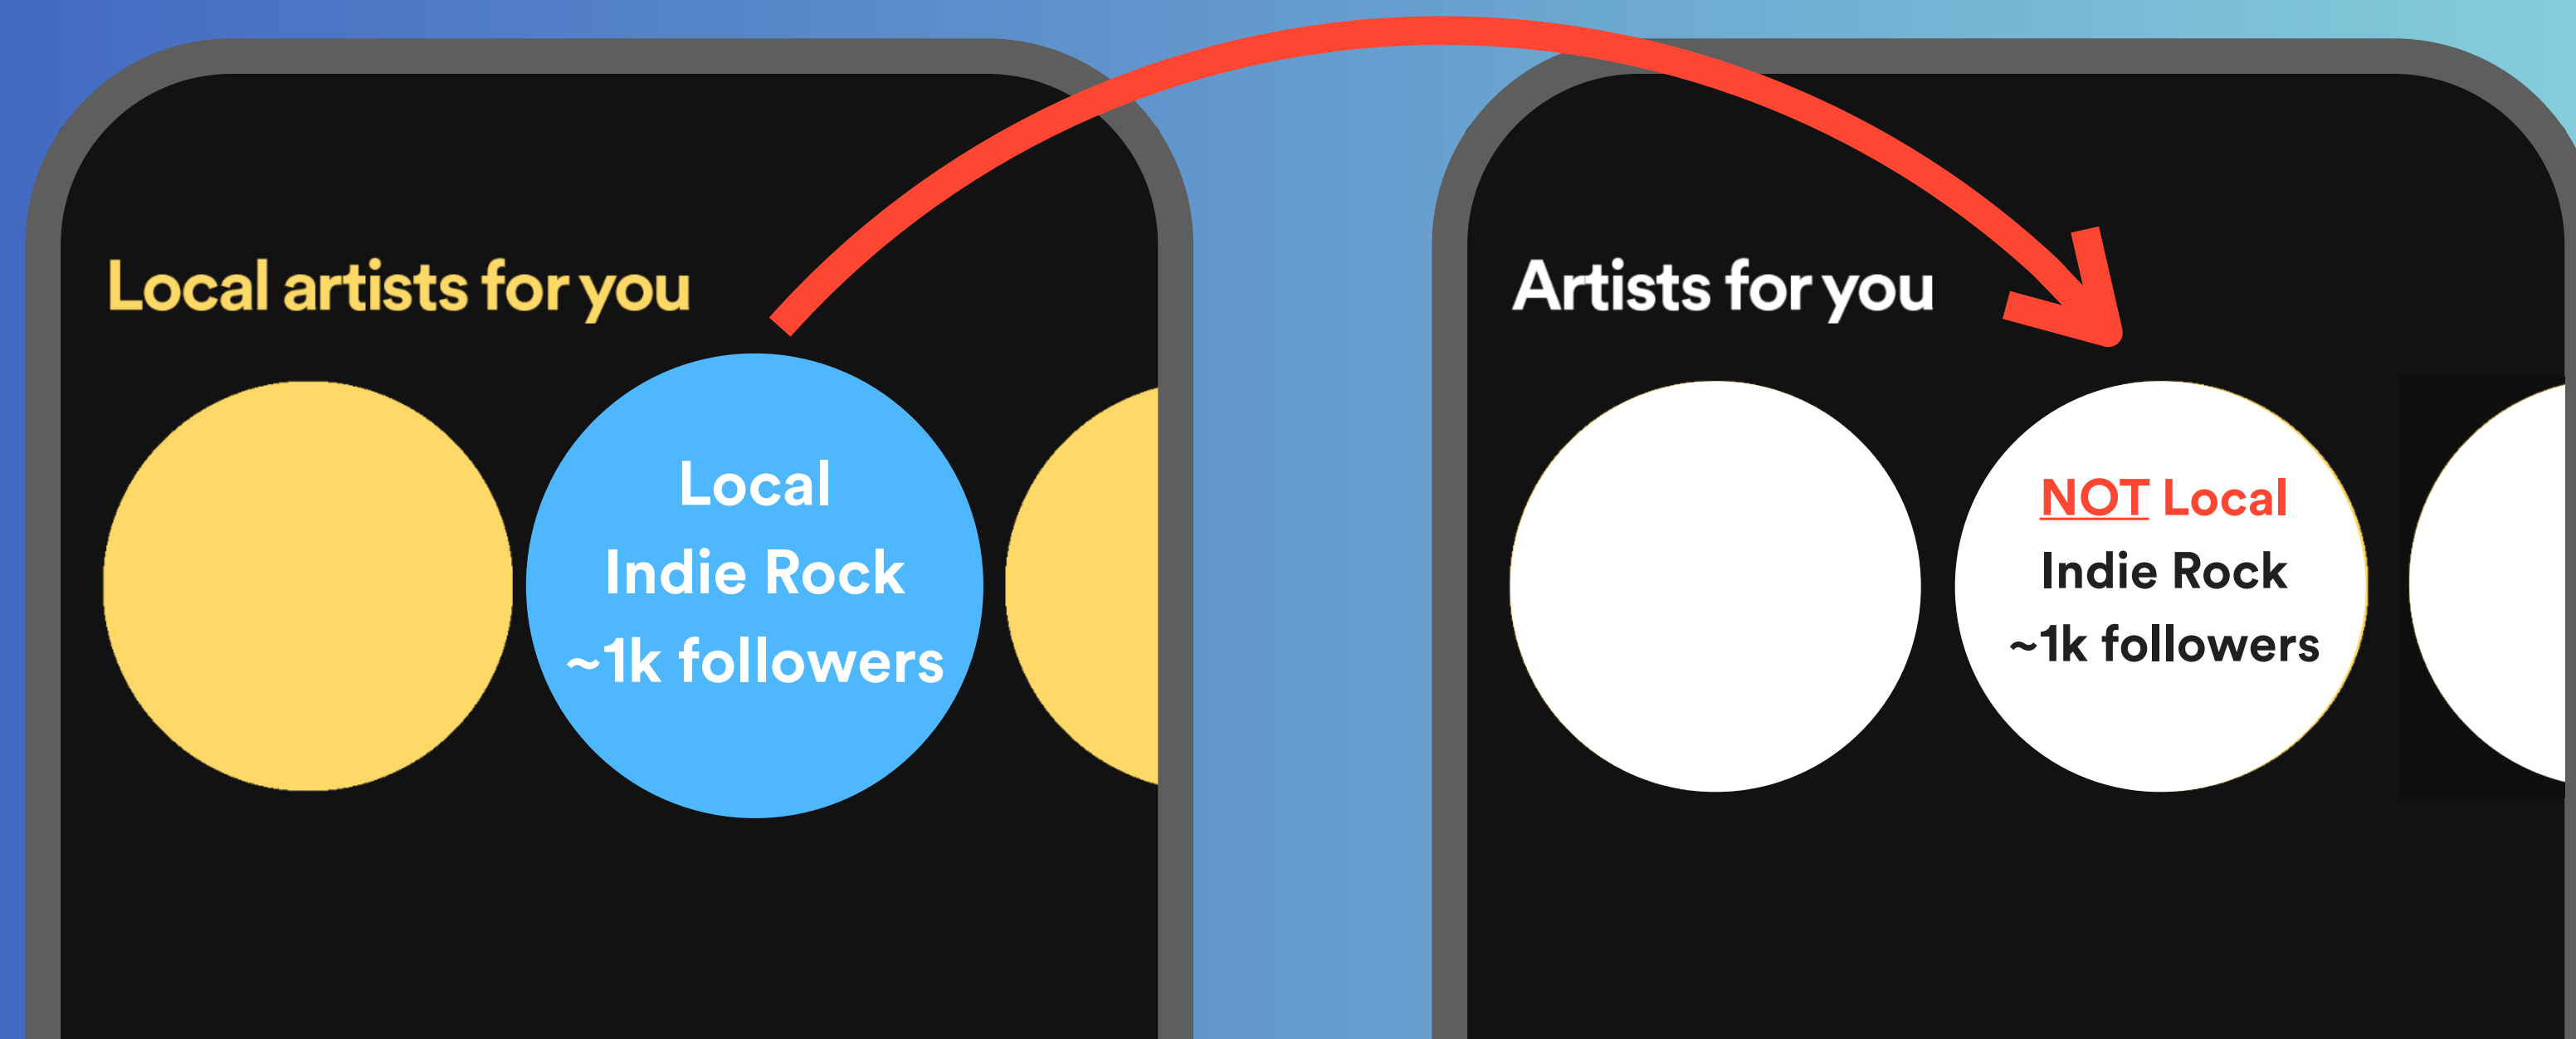 Local artists for you
Local
Indie Rock
~1k followers
Artists for you
NOT Local
Indie Rock
~1k followers